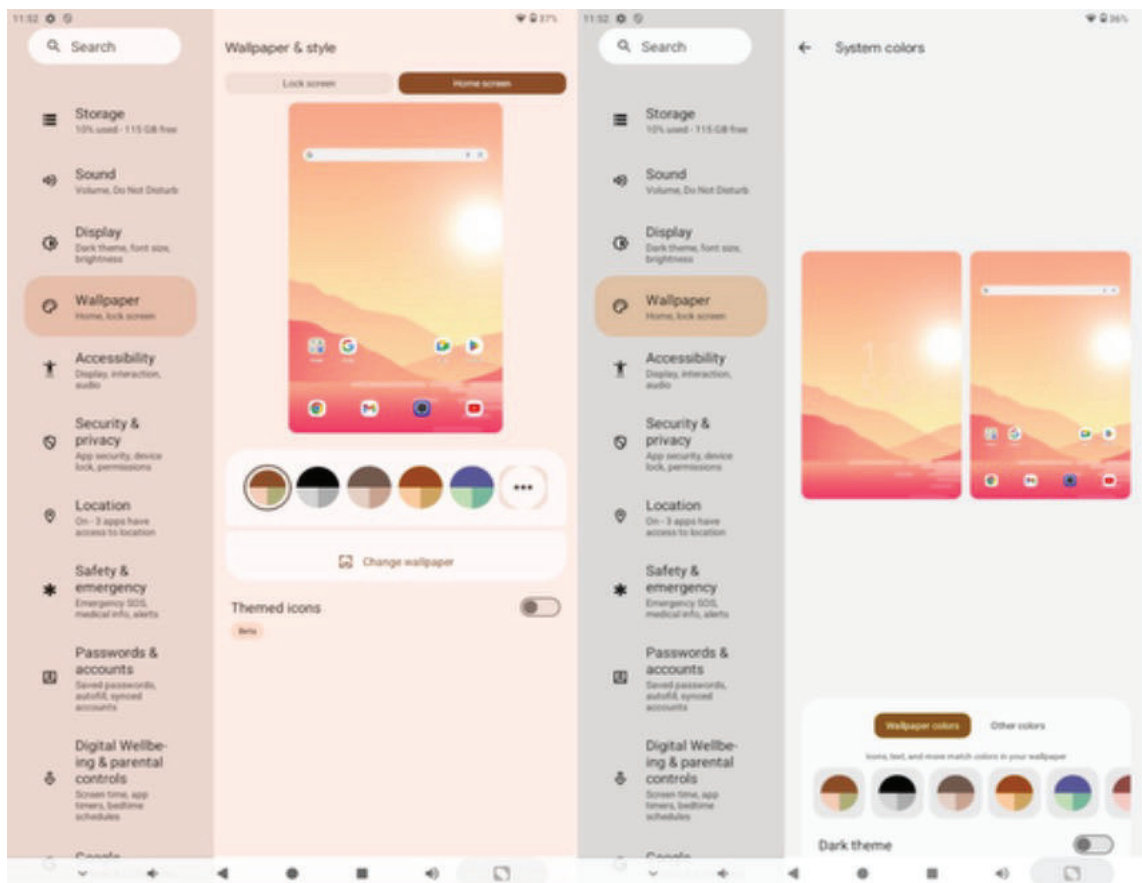 11:52
37%
Search
Wallpaper & style
Lock screen
Home screen
Storage
10% used - 115 GB free
Sound
Volume, Do Not Disturb
Display
Dark theme, font size,
brightness
Wallpaper
Home, lock screen
Accessibility
Display, interaction,
audio
Security &
privacy
App security, device
lock, permissions
Location
On - 3 apps have
access to location
Safety &
emergency
Emergency SOS,
medical info, alerts
Passwords &
accounts
Saved passwords,
autofill, synced
accounts
Digital Wellbe-
ing & parental
controls
Screen time, app
timers, bedtime
schedules
Google
Change wallpaper
Themed icons
Beta
11:52
36%
Search
System colors
Storage
10% used - 115 GB free
Sound
Volume, Do Not Disturb
Display
Dark theme, font size,
brightness
Wallpaper
Home, lock screen
Accessibility
Display, interaction,
audio
Security &
privacy
App security, device
lock, permissions
Location
On - 3 apps have
access to location
Safety &
emergency
Emergency SOS,
medical info, alerts
Passwords &
accounts
Saved passwords,
autofill, synced
accounts
Digital Wellbe-
ing & parental
controls
Screen time, app
timers, bedtime
schedules
Google
Wallpaper colors
Other colors
Icons, text, and more match colors in your wallpaper
Dark theme